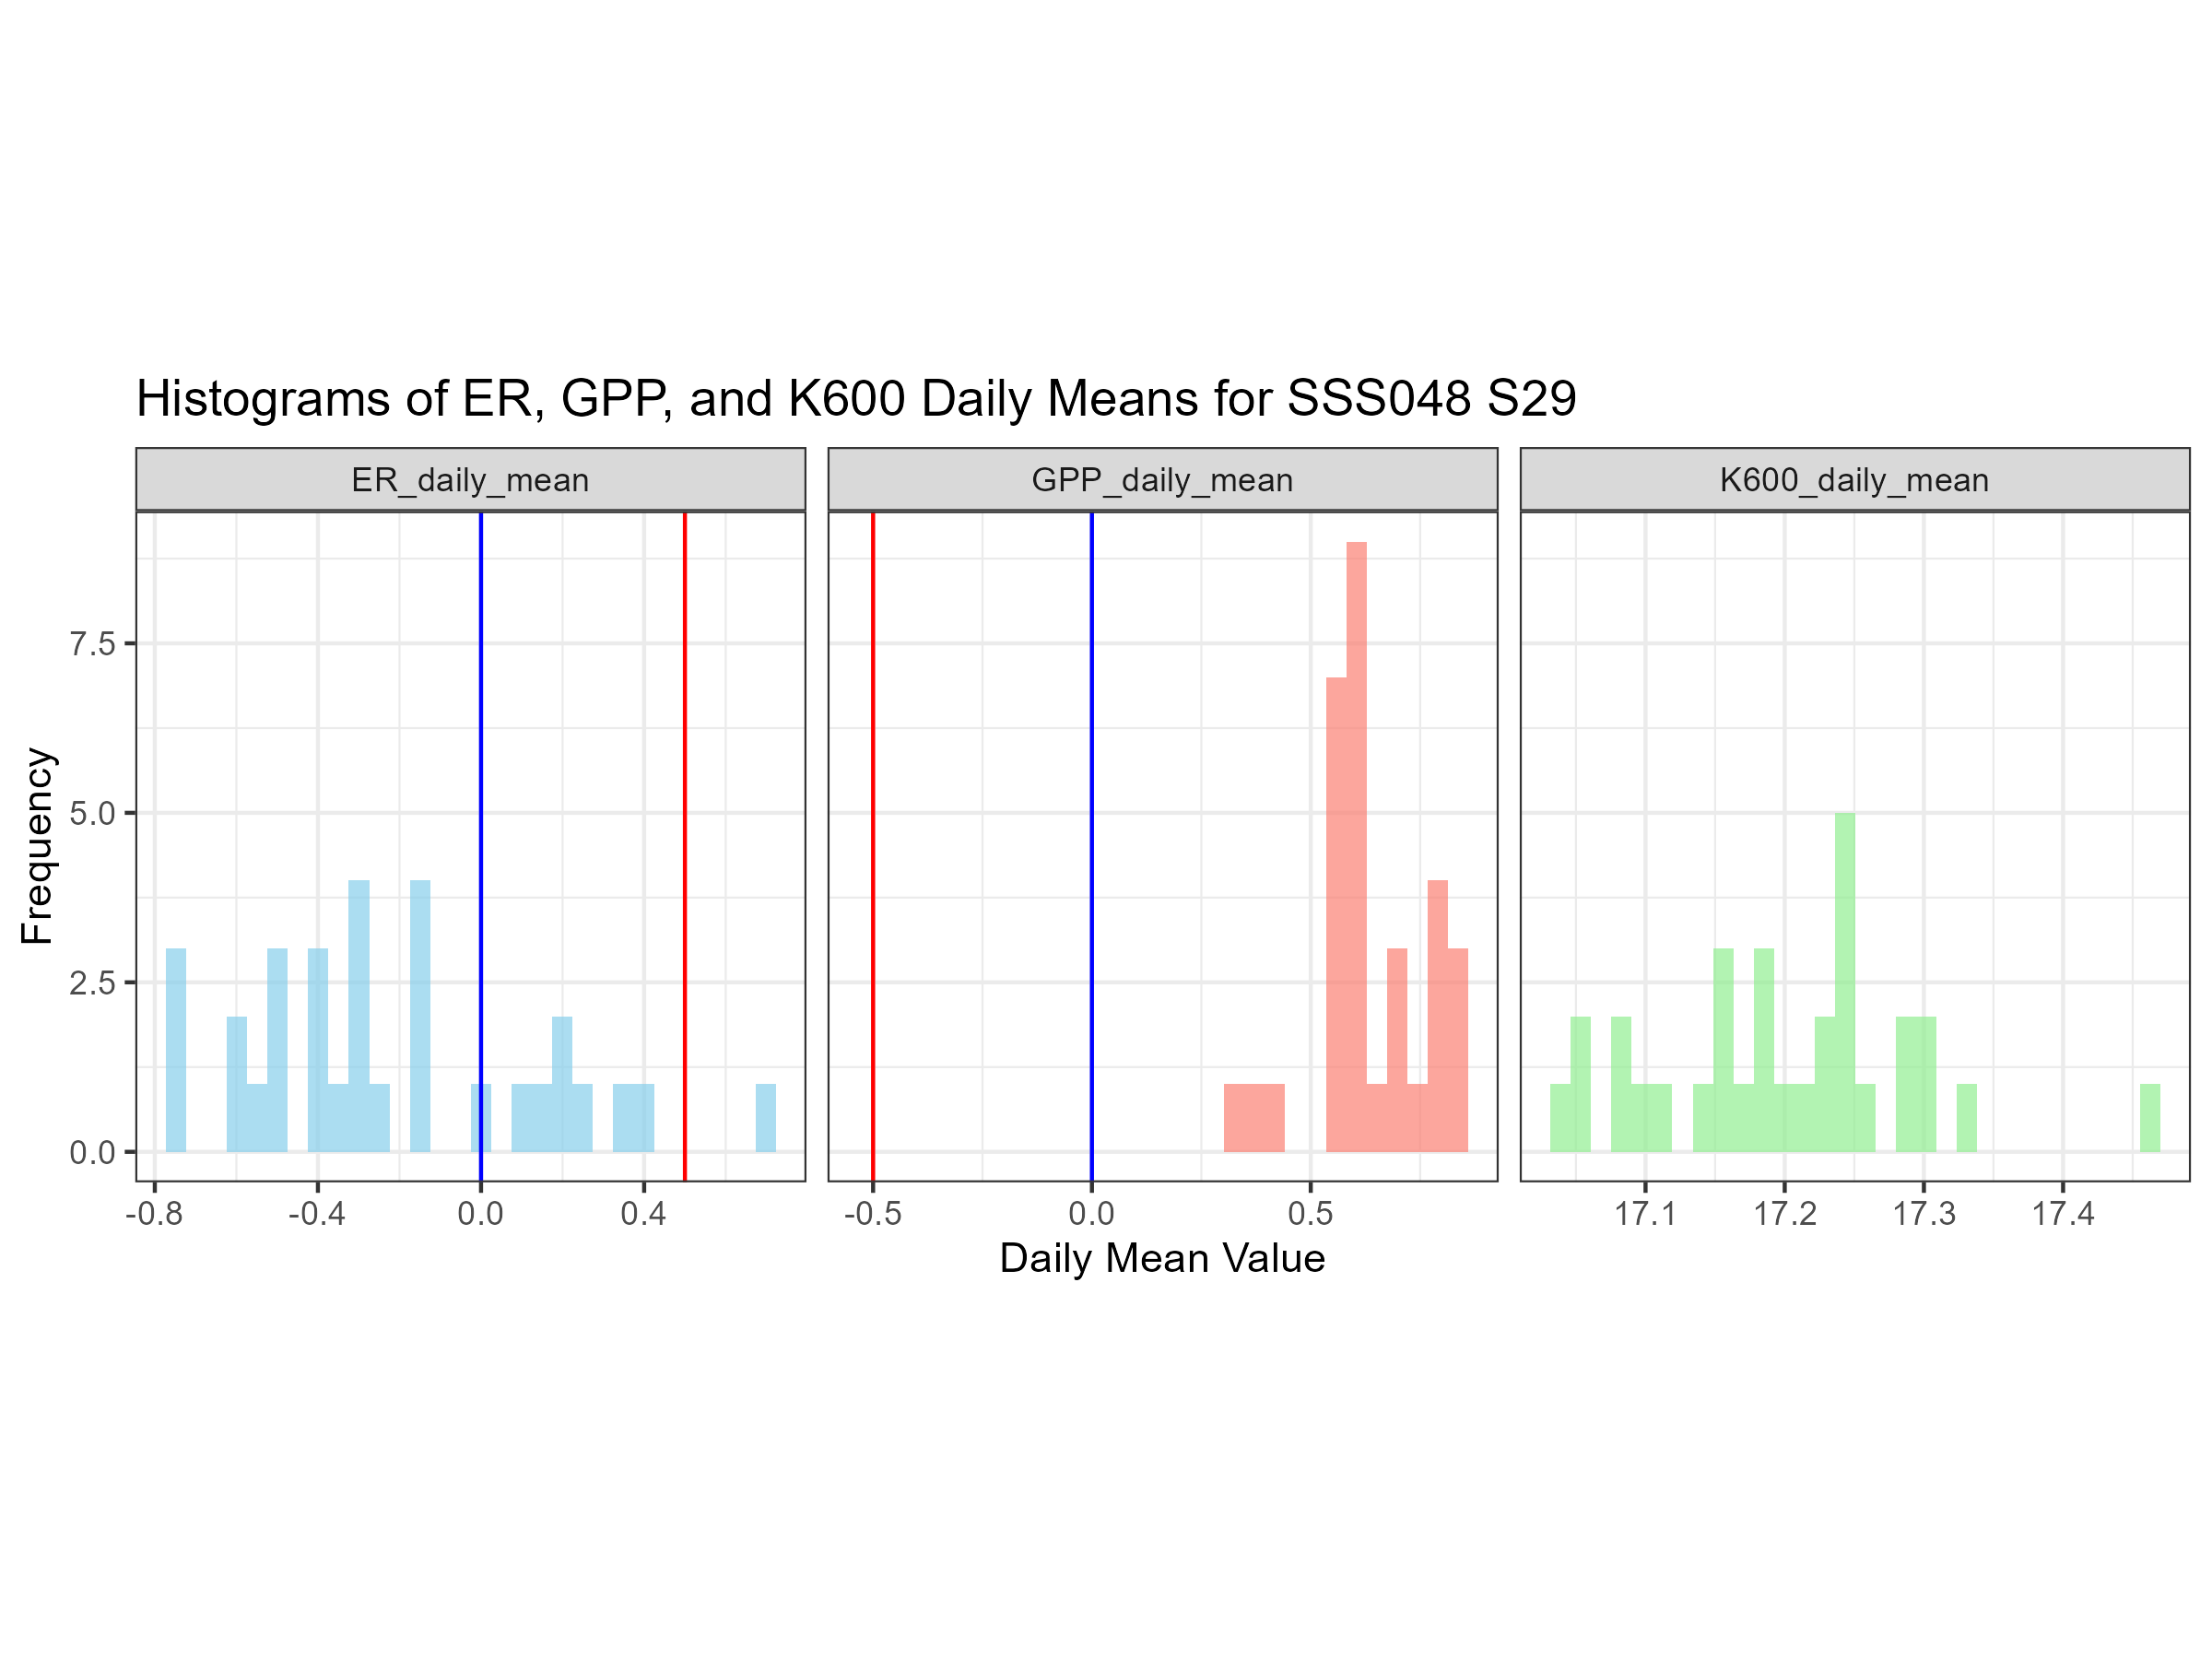 Histograms of ER, GPP, and K600 Daily Means for SSS048 S29
ER_daily_mean
GPP_daily_mean
K600_daily_mean
Frequency
7.5
5.0
2.5
0.0
-0.8 -0.4 0.0 0.4
-0.5 0.0 0.5
17.1 17.2 17.3 17.4
Daily Mean Value